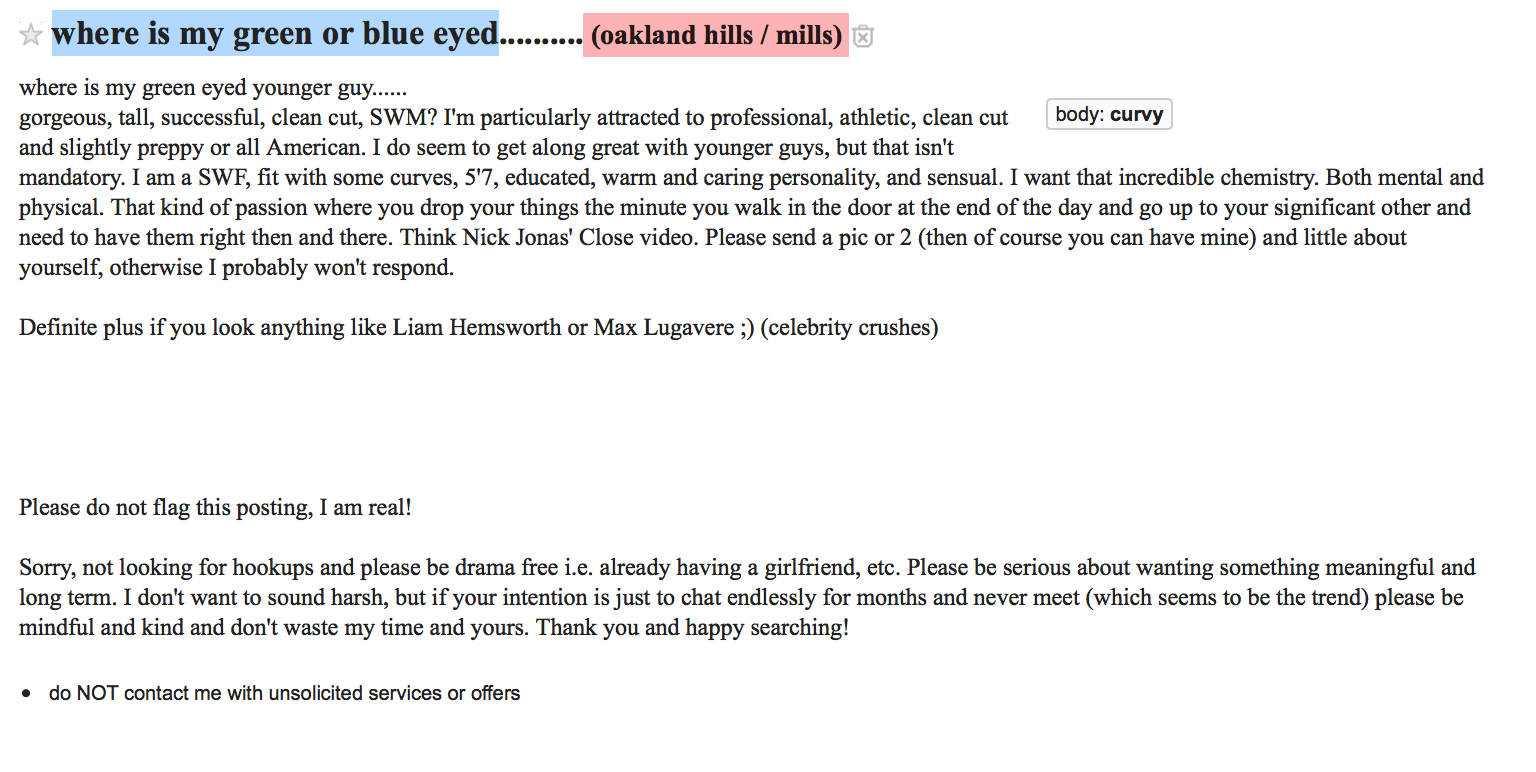 where is my green or blue eyed.......... (oakland hills / mills)
where is my green eyed younger guy......
gorgeous, tall, successful, clean cut, SWM? I'm particularly attracted to professional, athletic, clean cut
body: curvy
and slightly preppy or all American. I do seem to get along great with younger guys, but that isn't
mandatory. I am a SWF, fit with some curves, 5'7, educated, warm and caring personality, and sensual. I want that incredible chemistry. Both mental and
physical. That kind of passion where you drop your things the minute you walk in the door at the end of the day and go up to your significant other and
need to have them right then and there. Think Nick Jonas' Close video. Please send a pic or 2 (then of course you can have mine) and little about
yourself, otherwise I probably won't respond.
Definite plus if you look anything like Liam Hemsworth or Max Lugavere ;) (celebrity crushes)
Please do not flag this posting, I am real!
Sorry, not looking for hookups and please be drama free i.e. already having a girlfriend, etc. Please be serious about wanting something meaningful and
long term. I don't want to sound harsh, but if your intention is just to chat endlessly for months and never meet (which seems to be the trend) please be
mindful and kind and don't waste my time and yours. Thank you and happy searching!
• do NOT contact me with unsolicited services or offers